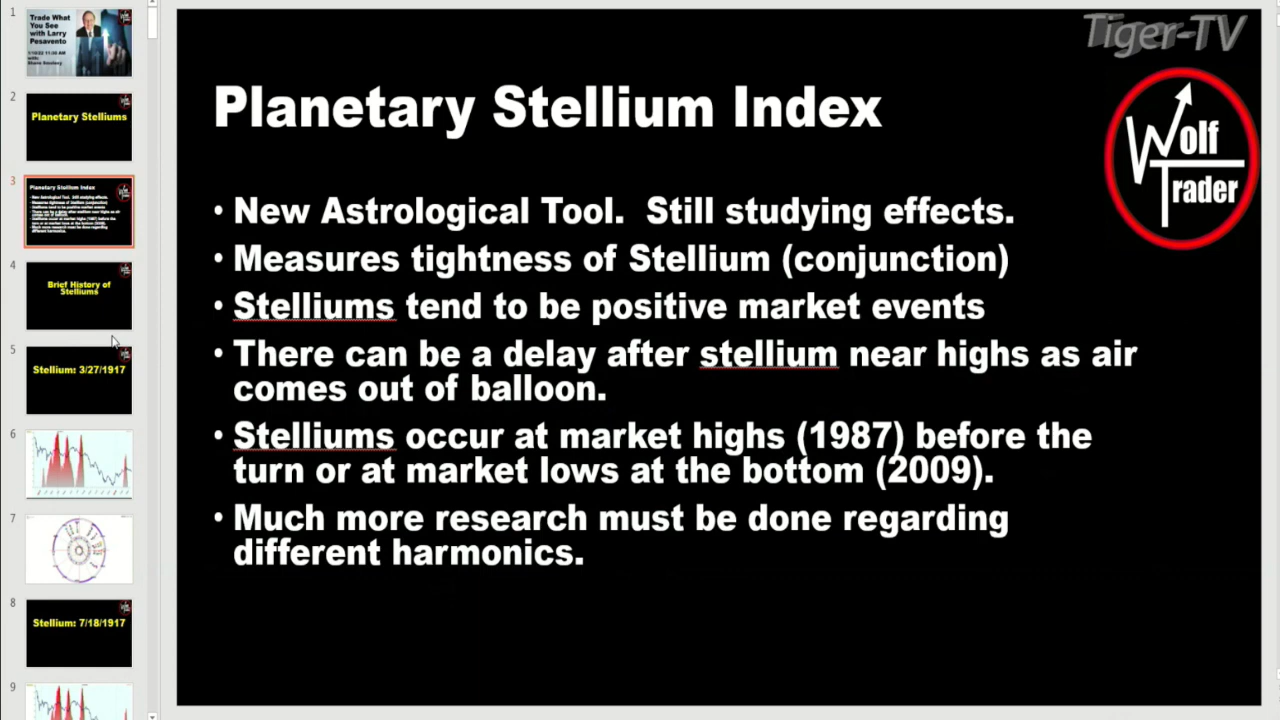 1
Trade What
You See
with Larry
Pesavento
2
Planetary Stelliums
3
Planetary Stellium Index
4
Brief History of
Stelliums
5
Stellium: 3/27/1917
6
7
8
Stellium: 7/18/1917
9
Tiger-TV
Wolf
Trader
Planetary Stellium Index
• New Astrological Tool.  Still studying effects.
• Measures tightness of Stellium (conjunction)
• Stelliums tend to be positive market events
• There can be a delay after stellium near highs as air
comes out of balloon.
• Stelliums occur at market highs (1987) before the
turn or at market lows at the bottom (2009).
• Much more research must be done regarding
different harmonics.